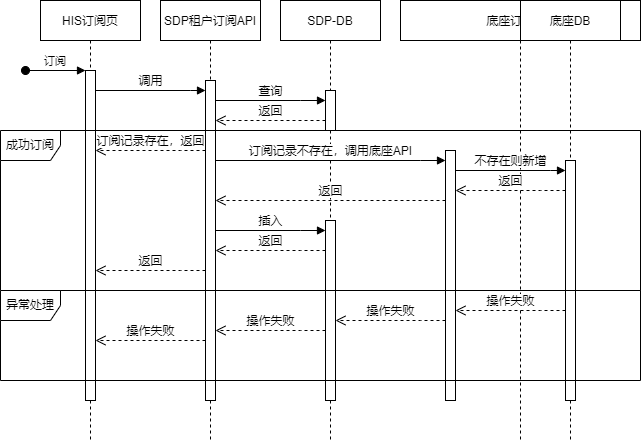 HIS订阅页
SDP租户订阅API
SDP-DB
底座订
底座DB
订阅
调用
查询
返回
成功订阅
订阅记录存在，返回
订阅记录不存在，调用底座API
不存在则新增
返回
返回
插入
返回
返回
异常处理
操作失败
操作失败
操作失败
操作失败